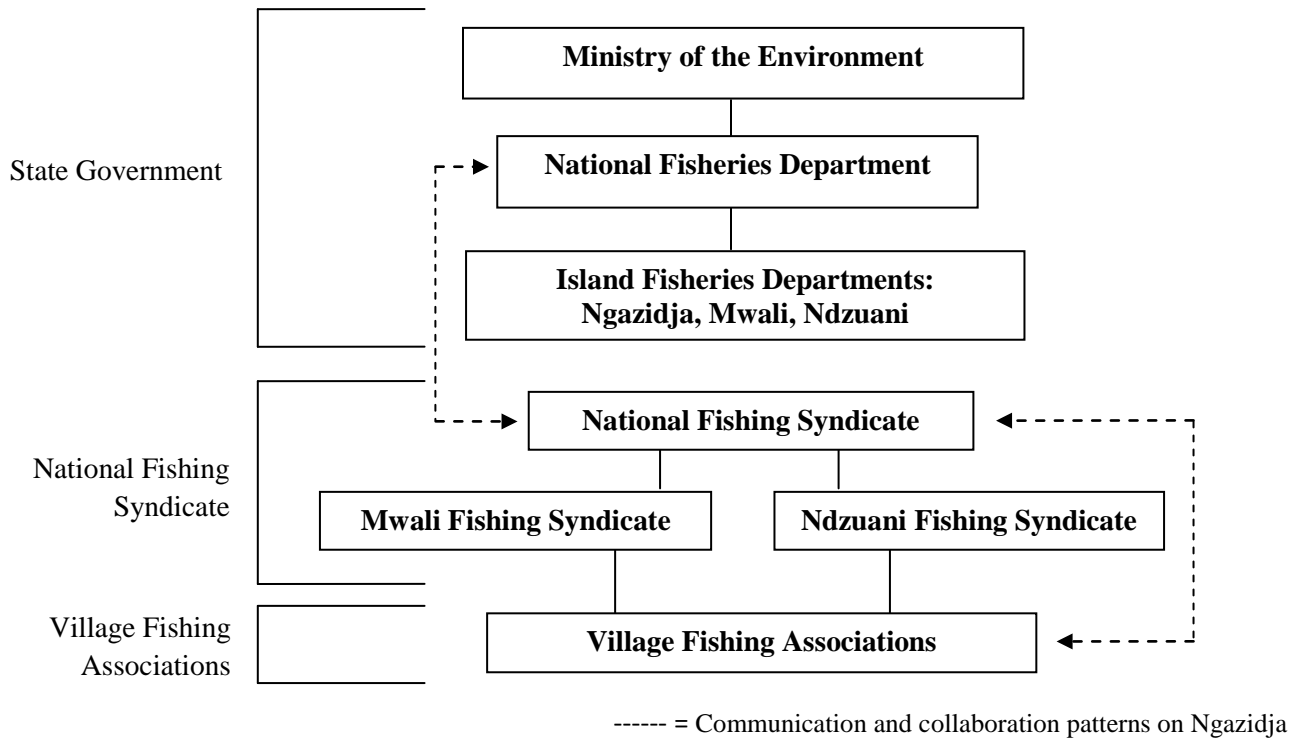 Ministry of the Environment
State Government
National Fisheries Department
Island Fisheries Departments:
Ngazidja, Mwali, Ndzuani
National Fishing Syndicate
National Fishing
Syndicate
Mwali Fishing Syndicate
Ndzuani Fishing Syndicate
Village Fishing
Associations
Village Fishing Associations
------ = Communication and collaboration patterns on Ngazidja